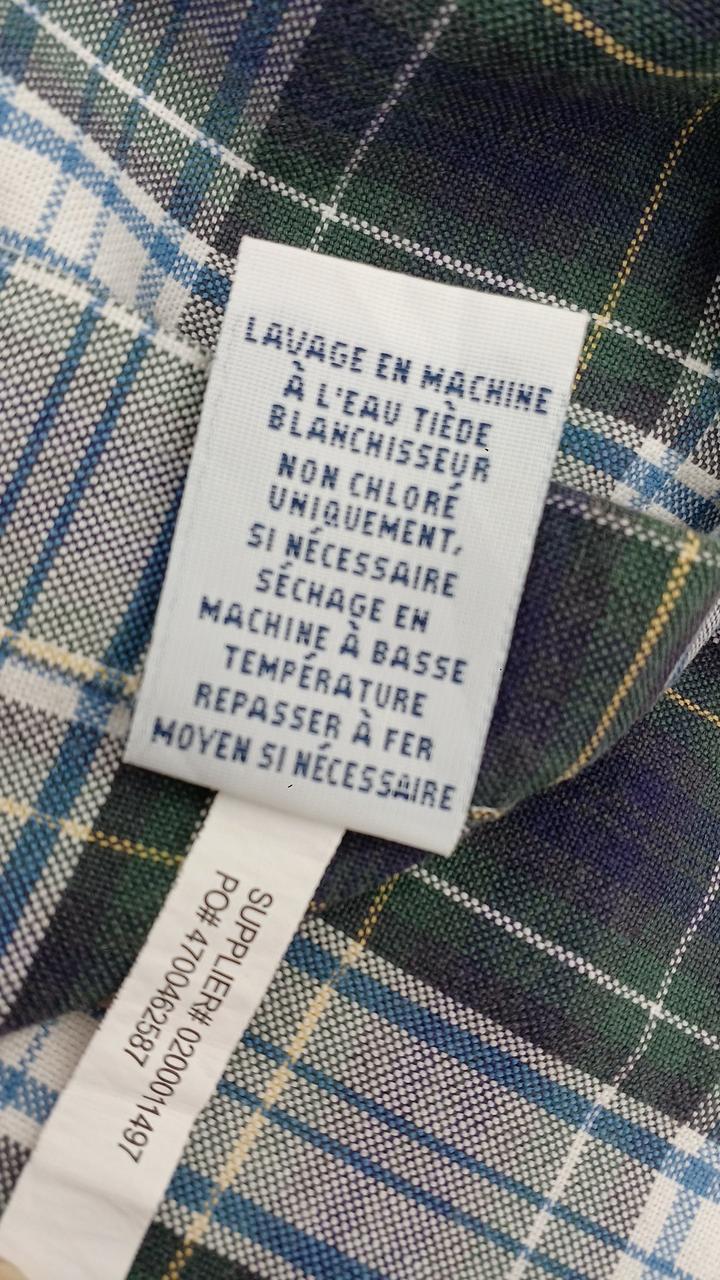 LAVAGE EN MACHINE
À L'EAU TIÈDE
BLANCHISSEUR
NON CHLORÉ
UNIQUEMENT,
SI NÉCESSAIRE
SÉCHAGE EN
MACHINE À BASSE
TEMPÉRATURE
REPASSER À FER
MOYEN SI NÉCESSAIRE
SUPPLIER# 0200011497
PO# 4700462587